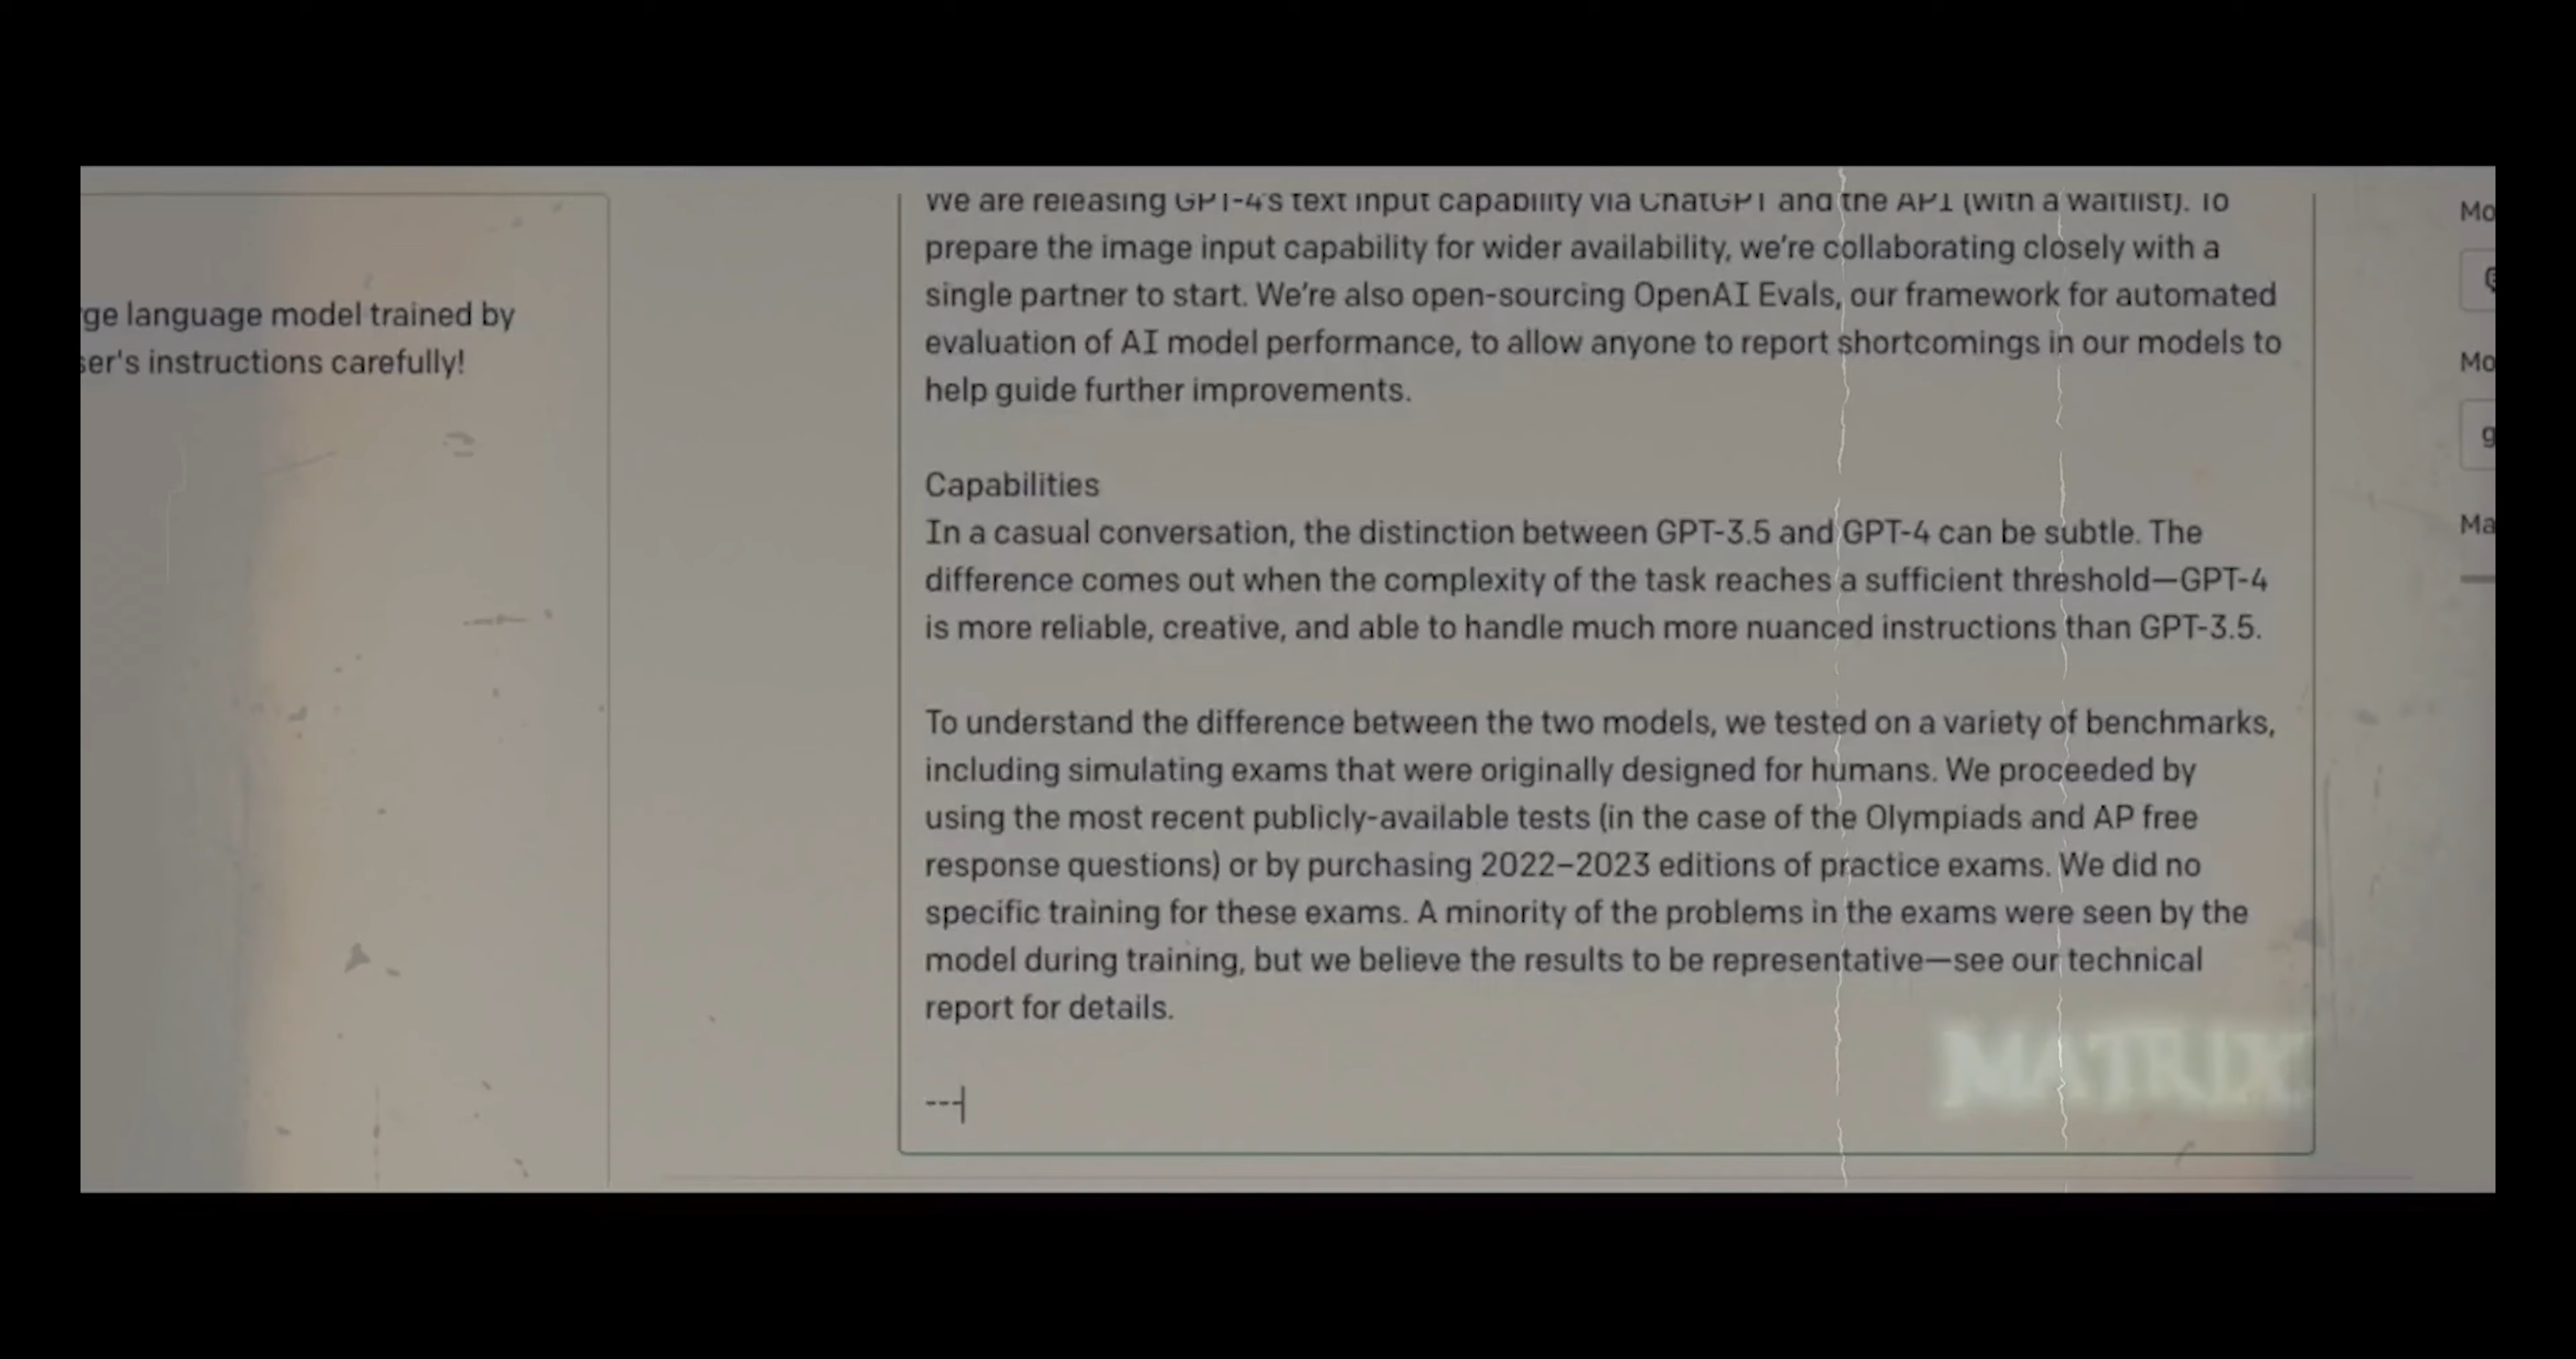 ge language model trained by
ser's instructions carefully!
We are releasing GPT-4's text input capability via ChatGPT and the API (with a waitlist). To
prepare the image input capability for wider availability, we're collaborating closely with a
single partner to start. We're also open-sourcing OpenAI Evals, our framework for automated
evaluation of AI model performance, to allow anyone to report shortcomings in our models to
help guide further improvements.
Capabilities
In a casual conversation, the distinction between GPT-3.5 and GPT-4 can be subtle. The
difference comes out when the complexity of the task reaches a sufficient threshold—GPT-4
is more reliable, creative, and able to handle much more nuanced instructions than GPT-3.5.
To understand the difference between the two models, we tested on a variety of benchmarks,
including simulating exams that were originally designed for humans. We proceeded by
using the most recent publicly-available tests (in the case of the Olympiads and AP free
response questions) or by purchasing 2022–2023 editions of practice exams. We did no
specific training for these exams. A minority of the problems in the exams were seen by the
model during training, but we believe the results to be representative—see our technical
report for details.
---
MATRIX
Mo
Mo
g
Ma